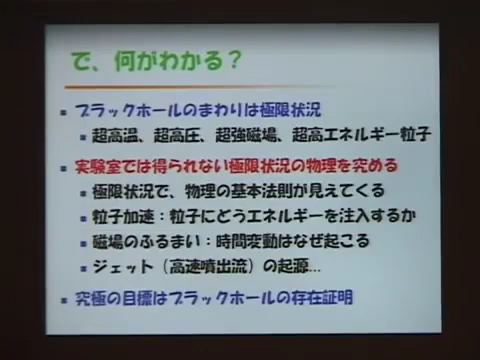 で、何がわかる？
ブラックホールのまわりは極限状況
超高温、超高圧、超強磁場、超高エネルギー粒子
実験室では得られない極限状況の物理を究める
極限状況で、物理の基本法則が見えてくる
粒子加速：粒子にどうエネルギーを注入するか
磁場のふるまい：時間変動はなぜ起こる
ジェット（高速噴出流）の起源...
究極の目標はブラックホールの存在証明